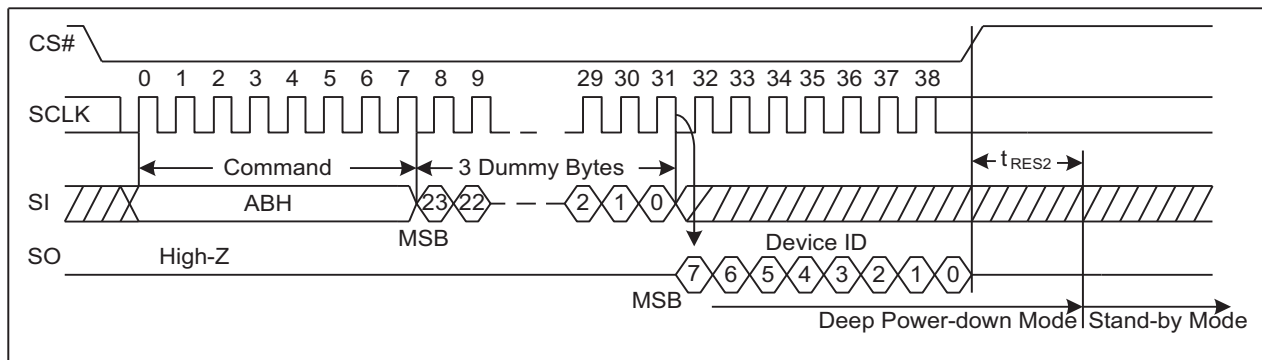 CS#
0 1 2 3 4 5 6 7 8 9 29 30 31 32 33 34 35 36 37 38
SCLK
Command 3 Dummy Bytes tRES2
SI ABH 23 22 2 1 0
MSB
SO High-Z Device ID
7 6 5 4 3 2 1 0
MSB
Deep Power-down Mode Stand-by Mode